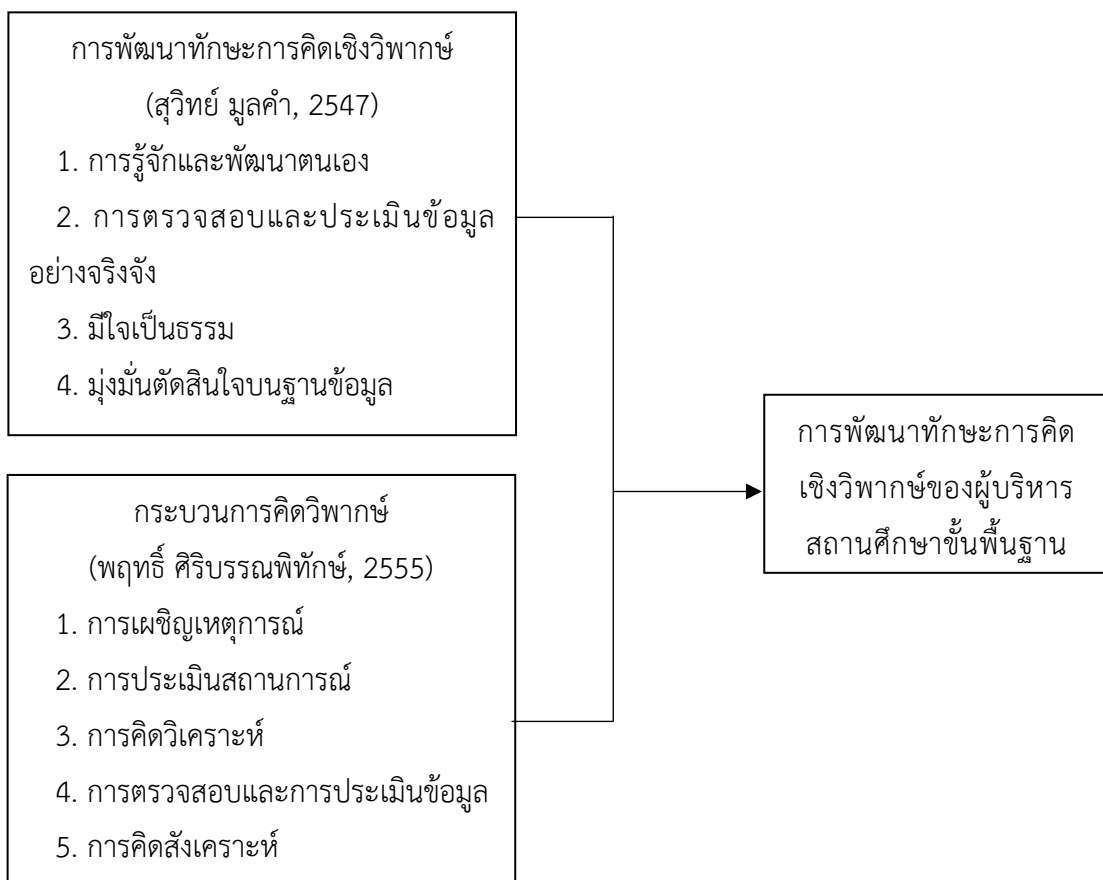 การพัฒนาทักษะการคิดเชิงวิพากษ์
(สุวิทย์ มูลคำ, 2547)
1. การรู้จักและพัฒนาตนเอง
2. การตรวจสอบและประเมินข้อมูล
อย่างจริงจัง
3. มีใจเป็นธรรม
4. มุ่งมั่นตัดสินใจบนฐานข้อมูล
กระบวนการคิดวิพากษ์
(พฤทธิ์ ศิริบรรณพิทักษ์, 2555)
1. การเผชิญเหตุการณ์
2. การประเมินสถานการณ์
3. การคิดวิเคราะห์
4. การตรวจสอบและการประเมินข้อมูล
5. การคิดสังเคราะห์
การพัฒนาทักษะการคิด
เชิงวิพากษ์ของผู้บริหาร
สถานศึกษาขั้นพื้นฐาน